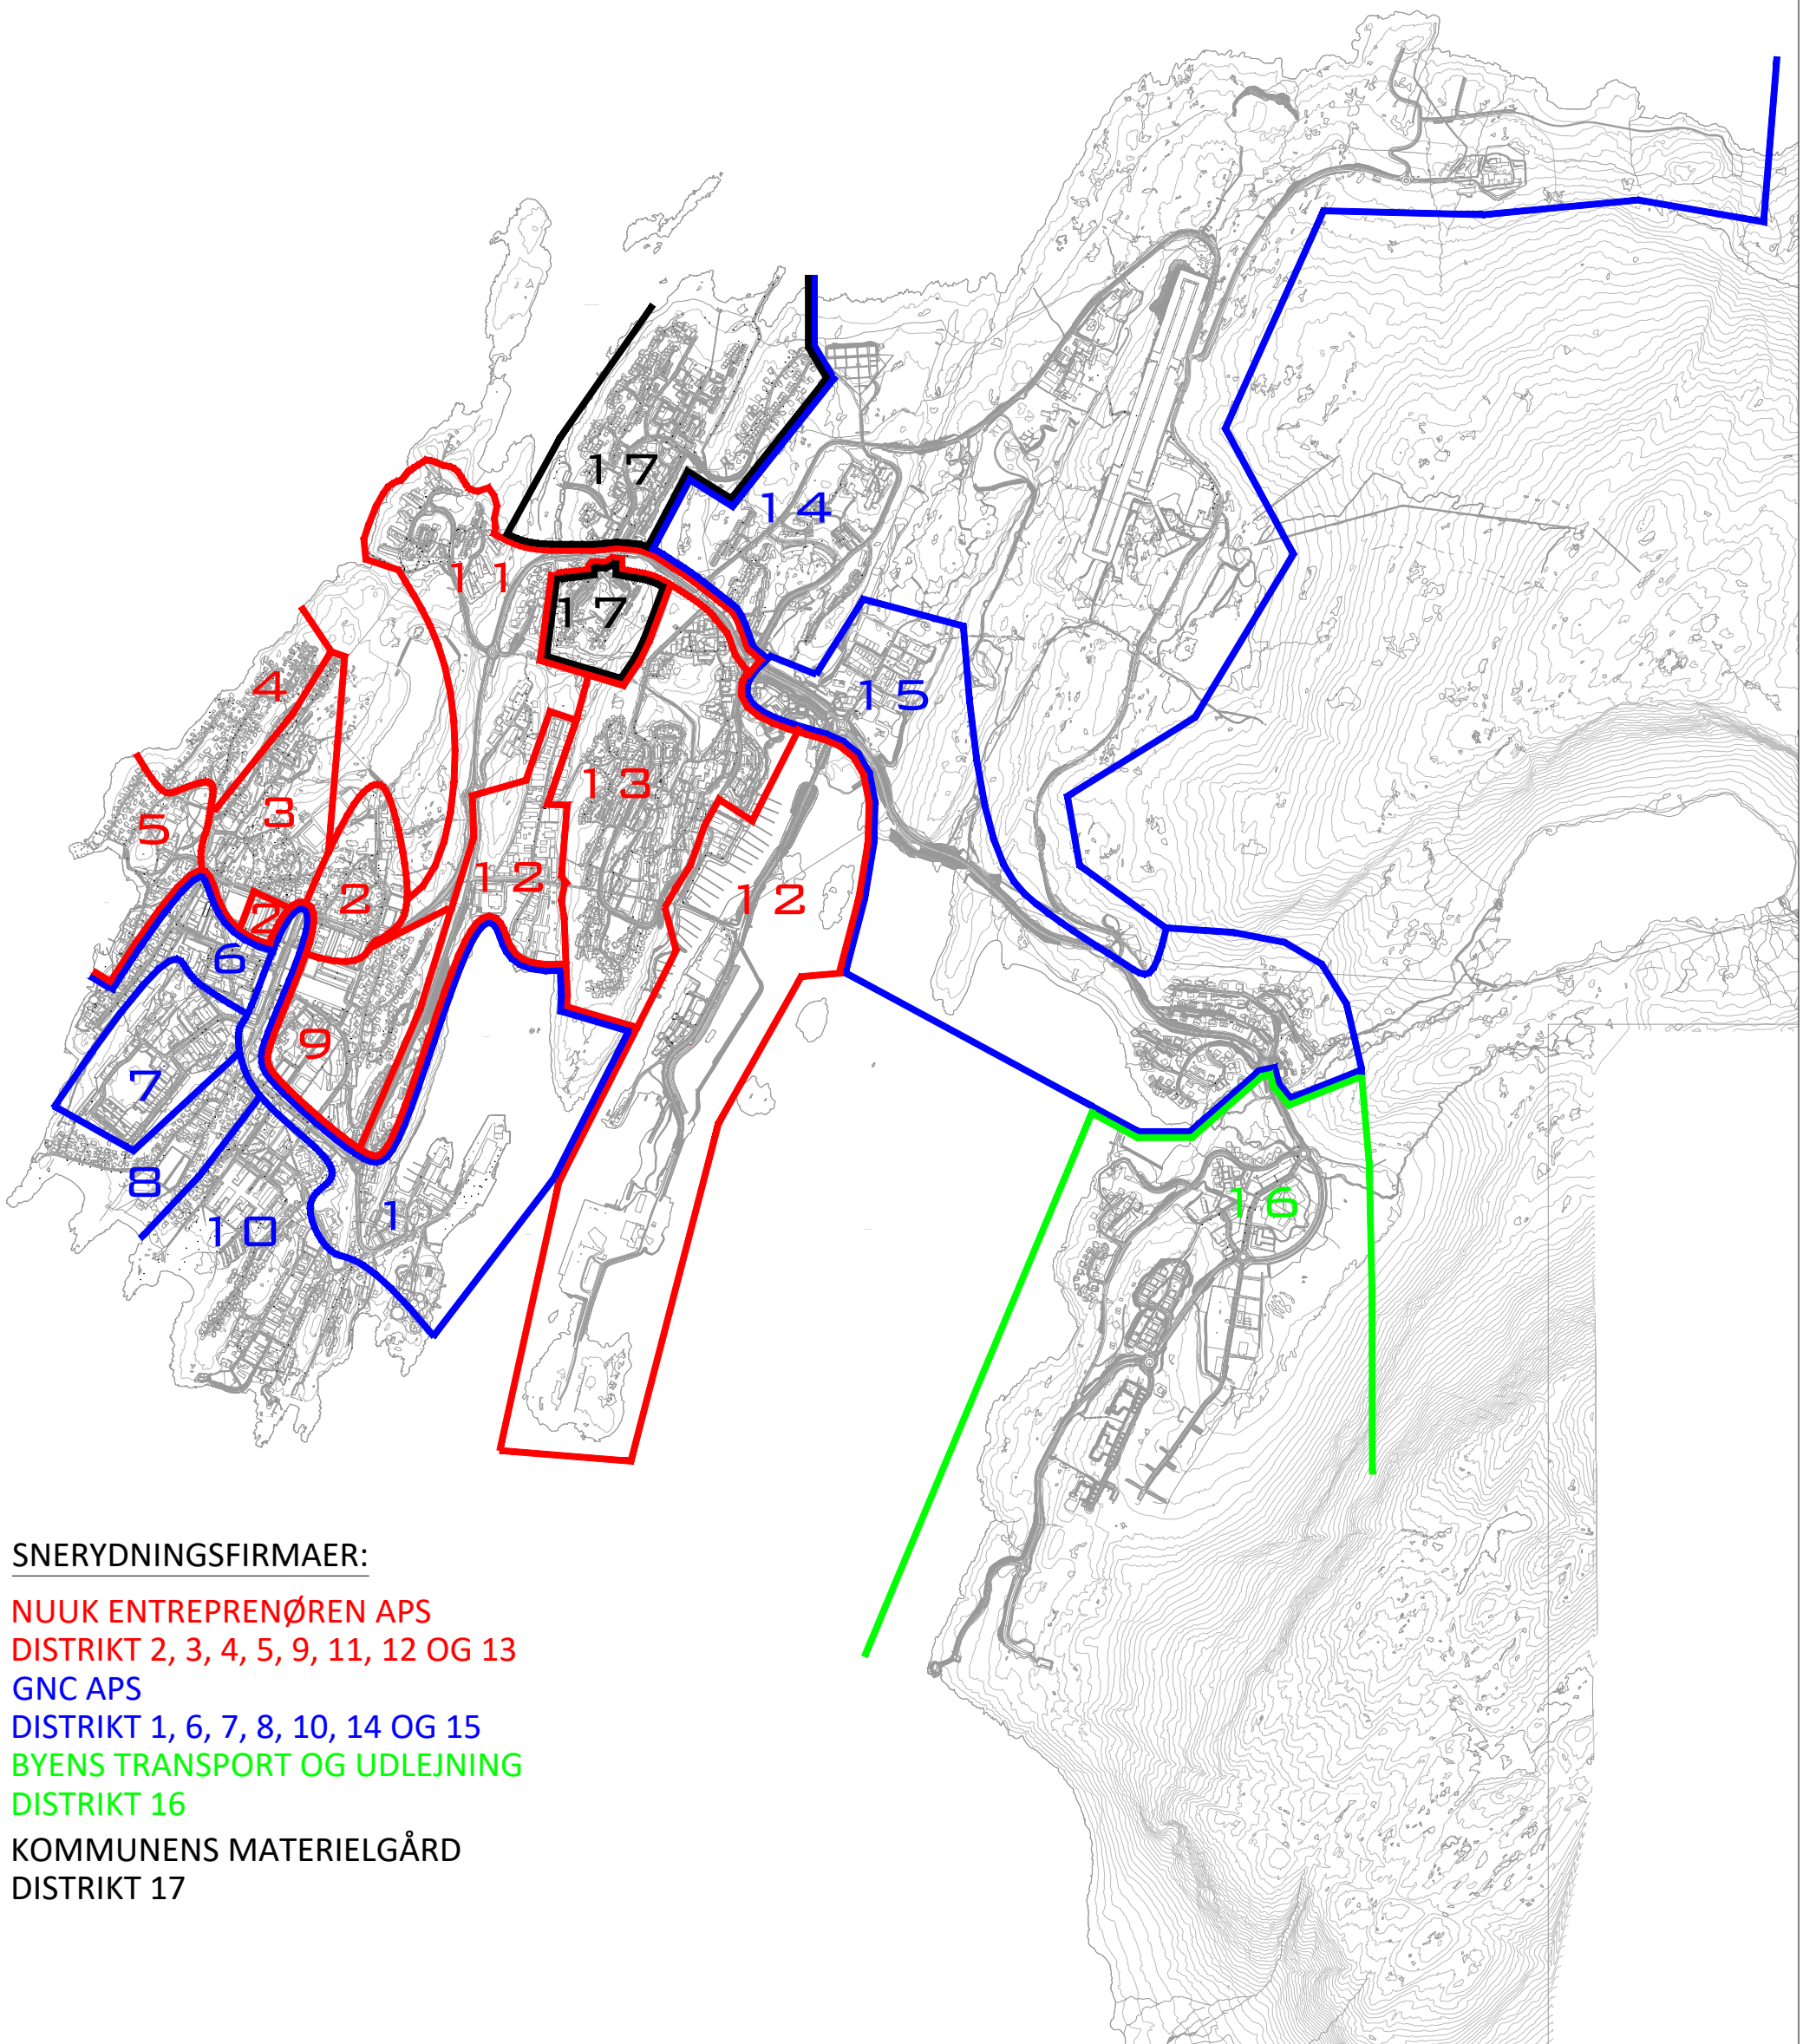 17
14
11
17
4
15
13
3
5
2
12
12
2
6
9
7
8
16
10
1
SNERYDNINGSFIRMAER:
NUUK ENTREPRENØREN APS
DISTRIKT 2, 3, 4, 5, 9, 11, 12 OG 13
GNC APS
DISTRIKT 1, 6, 7, 8, 10, 14 OG 15
BYENS TRANSPORT OG UDLEJNING
DISTRIKT 16
KOMMUNENS MATERIELGÅRD
DISTRIKT 17